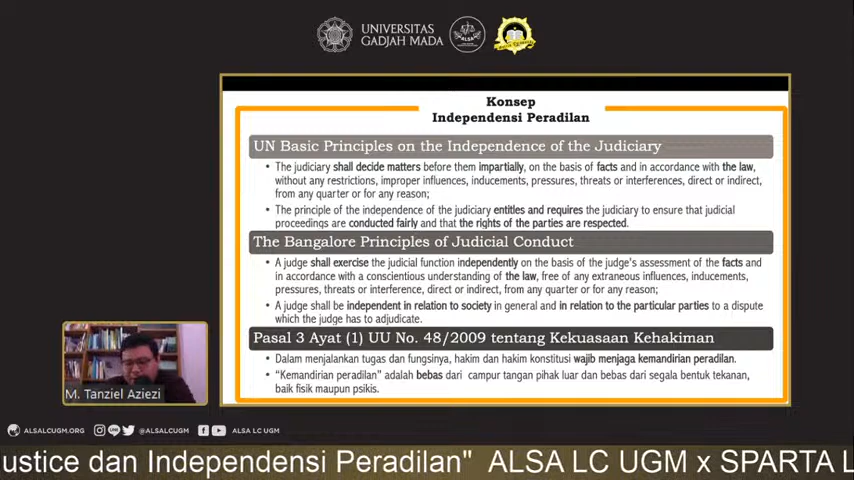 UNIVERSITAS
GADJAH MADA
Konsep
Independensi Peradilan
UN Basic Principles on the Independence of the Judiciary
• The judiciary shall decide matters before them impartially, on the basis of facts and in accordance with the law,
without any restrictions, improper influences, inducements, pressures, threats or interferences, direct or indirect,
from any quarter or for any reason;
• The principle of the independence of the judiciary entitles and requires the judiciary to ensure that judicial
proceedings are conducted fairly and that the rights of the parties are respected.
The Bangalore Principles of Judicial Conduct
• A judge shall exercise the judicial function independently on the basis of the judge's assessment of the facts and
in accordance with a conscientious understanding of the law, free of any extraneous influences, inducements,
pressures, threats or interference, direct or indirect, from any quarter or for any reason;
• A judge shall be independent in relation to society in general and in relation to the particular parties to a dispute
which the judge has to adjudicate.
Pasal 3 Ayat (1) UU No. 48/2009 tentang Kekuasaan Kehakiman
• Dalam menjalankan tugas dan fungsinya, hakim dan hakim konstitusi wajib menjaga kemandirian peradilan.
• "Kemandirian peradilan" adalah bebas dari campur tangan pihak luar dan bebas dari segala bentuk tekanan,
baik fisik maupun psikis.
M. Tanziel Aziezi
ALSALCUGM.ORG @ALSALCUGM ALSA LC UGM
ustice dan Independensi Peradilan" ALSA LC UGM x SPARTA L